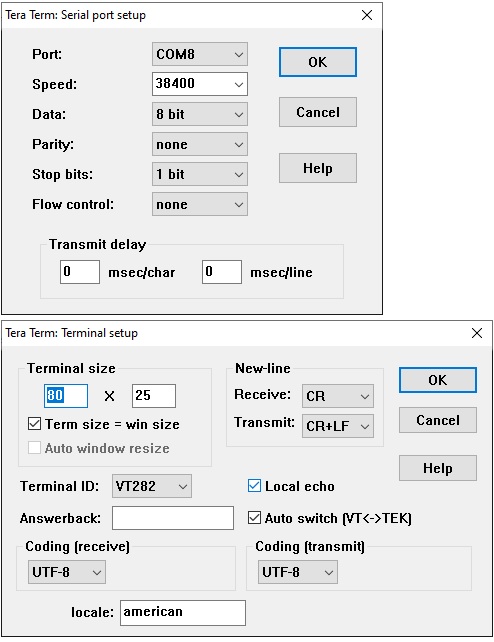 Tera Term: Serial port setup
Port: COM8 OK
Speed: 38400
Data: 8 bit Cancel
Parity: none
Stop bits: 1 bit Help
Flow control: none
Transmit delay
0 msec/char 0 msec/line
Tera Term: Terminal setup
Terminal size New-line OK
80 X 25 Receive: CR
Term size = win size Transmit: CR+LF Cancel
Auto window resize
Help
Terminal ID: VT282 Local echo
Answerback: Auto switch (VT<->TEK)
Coding (receive) Coding (transmit)
UTF-8 UTF-8
locale: american